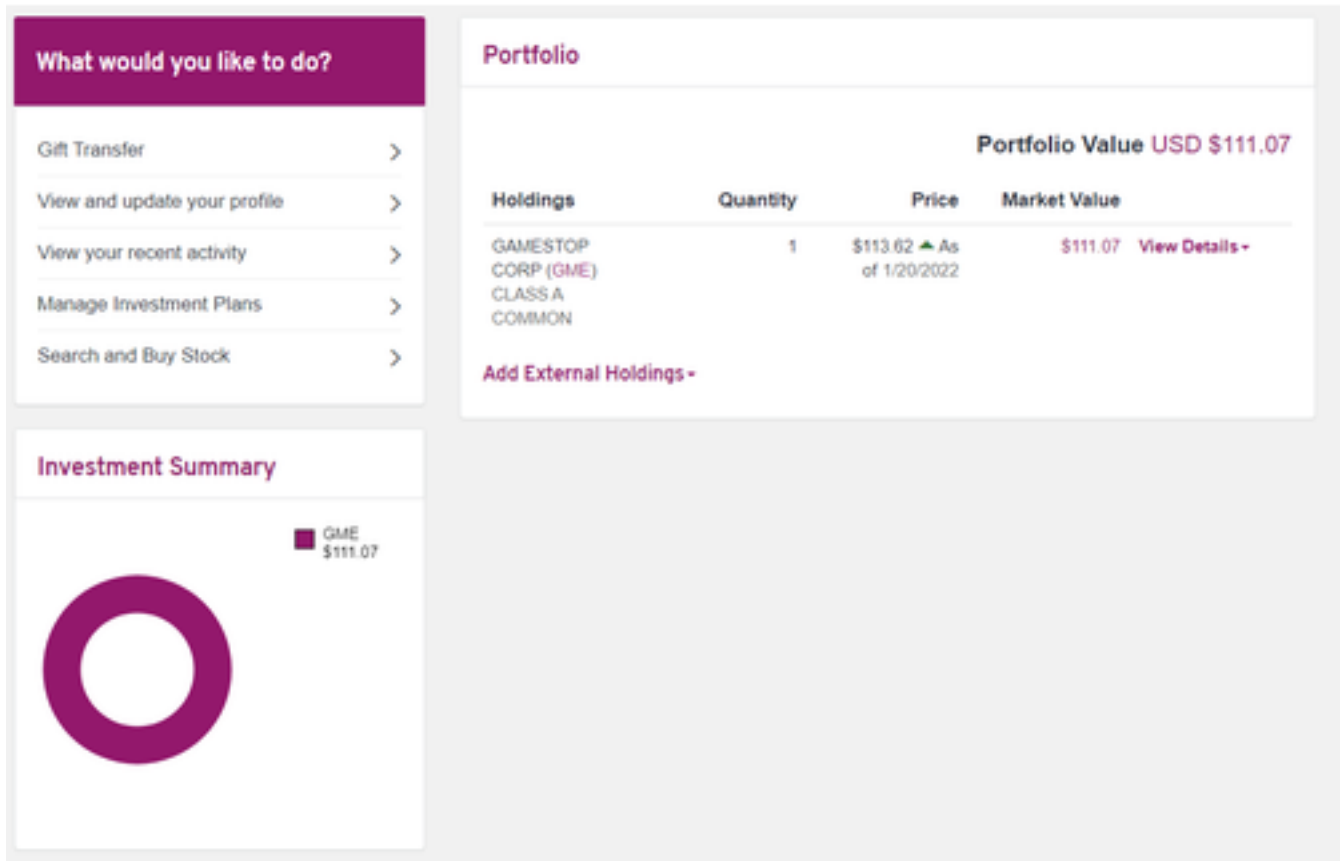 What would you like to do?
Gift Transfer
View and update your profile
View your recent activity
Manage Investment Plans
Search and Buy Stock
Portfolio
Portfolio Value USD $111.07
Holdings Quantity Price Market Value
GAMESTOP 1 $113.62 ▲ As $111.07 View Details
CORP (GME) of 1/20/2022
CLASS A
COMMON
Add External Holdings
Investment Summary
GME
$111.07